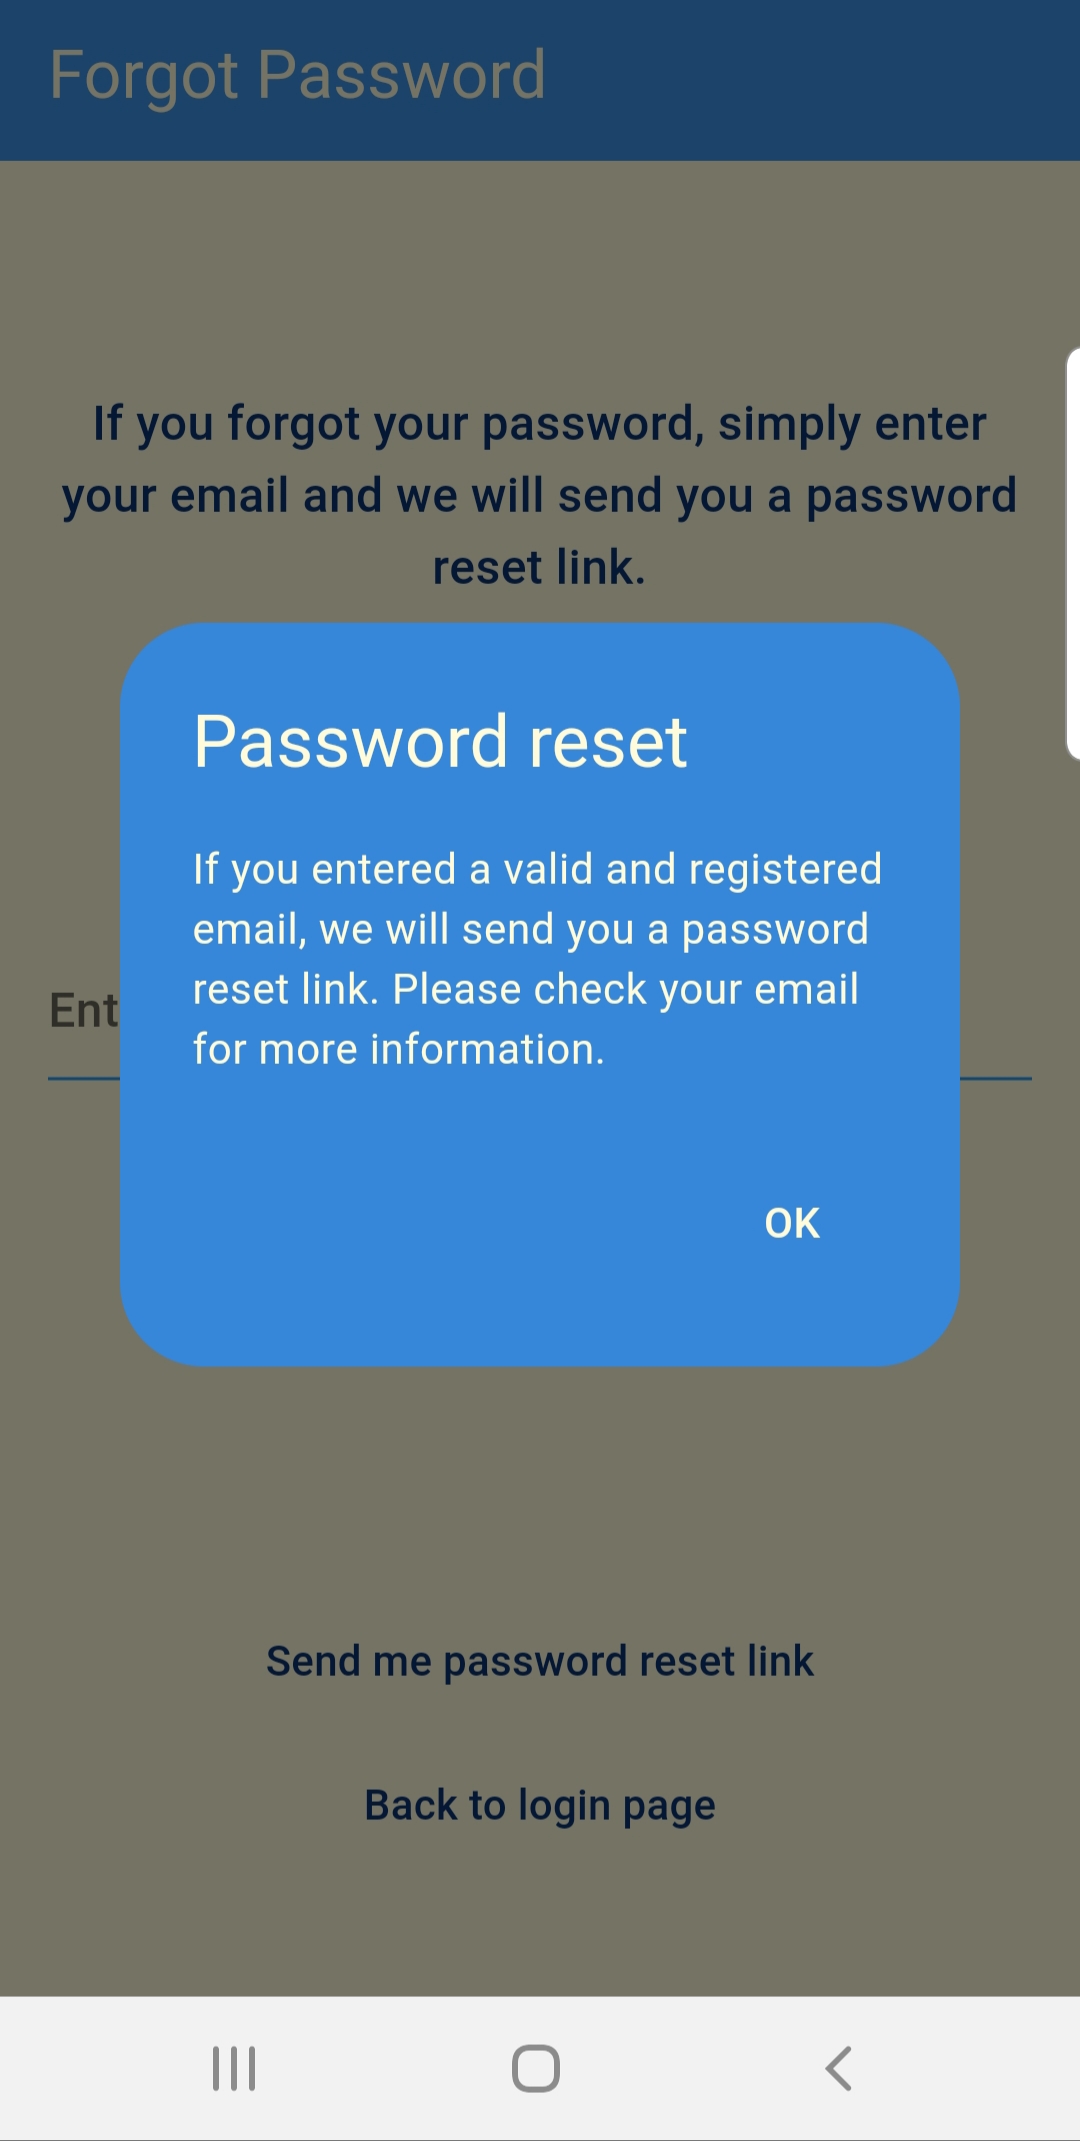 Forgot Password
If you forgot your password, simply enter
your email and we will send you a password
reset link.
Password reset
If you entered a valid and registered
email, we will send you a password
reset link. Please check your email
for more information.
Ent
OK
Send me password reset link
Back to login page